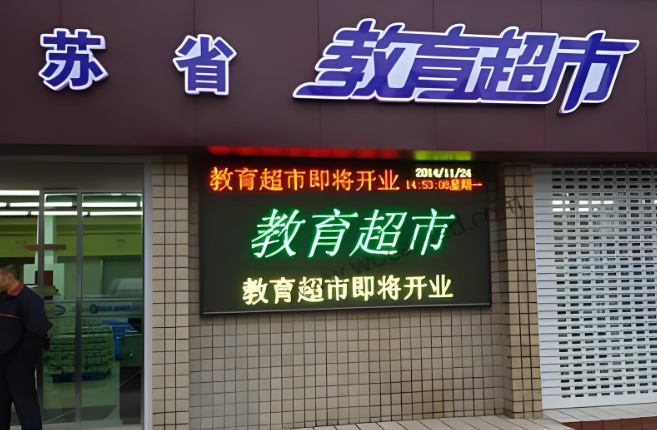 苏省 教育超市
教育超市即将开业 2014/11/24
14:53:08星期一
教育超市
教育超市即将开业